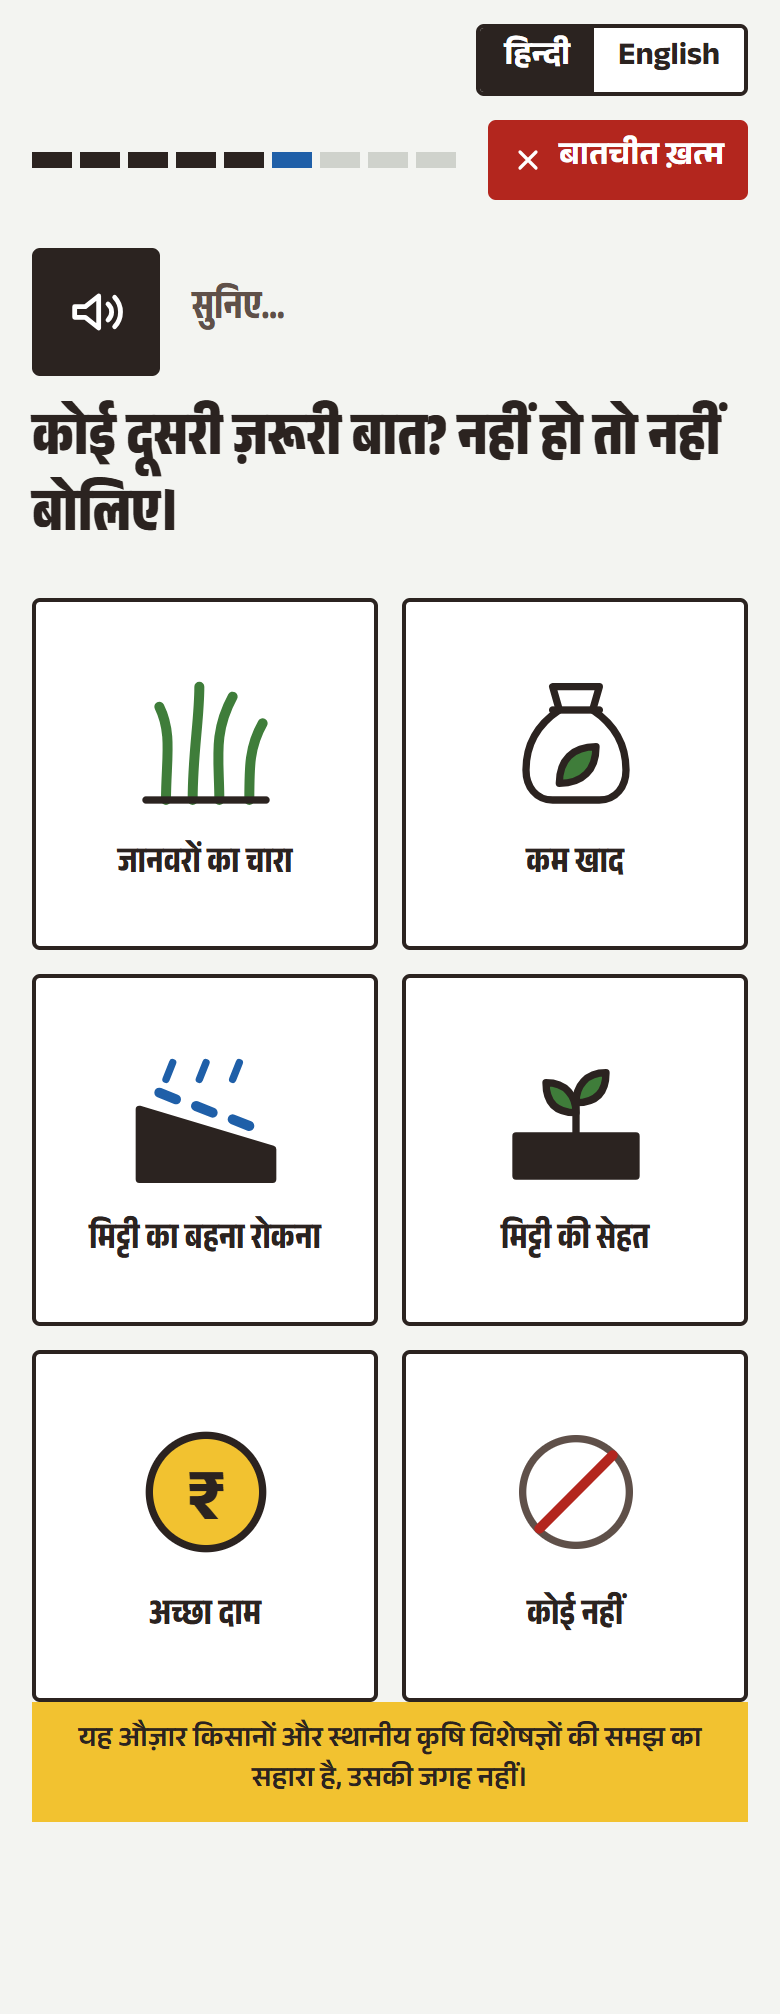 हिन्दी English
बातचीत ख़त्म
सुनिए...
कोई दूसरी ज़रूरी बात? नहीं हो तो नहीं
बोलिए।
जानवरों का चारा
कम खाद
मिट्टी का बहना रोकना
मिट्टी की सेहत
₹
अच्छा दाम
कोई नहीं
यह औज़ार किसानों और स्थानीय कृषि विशेषज्ञों की समझ का
सहारा है, उसकी जगह नहीं।